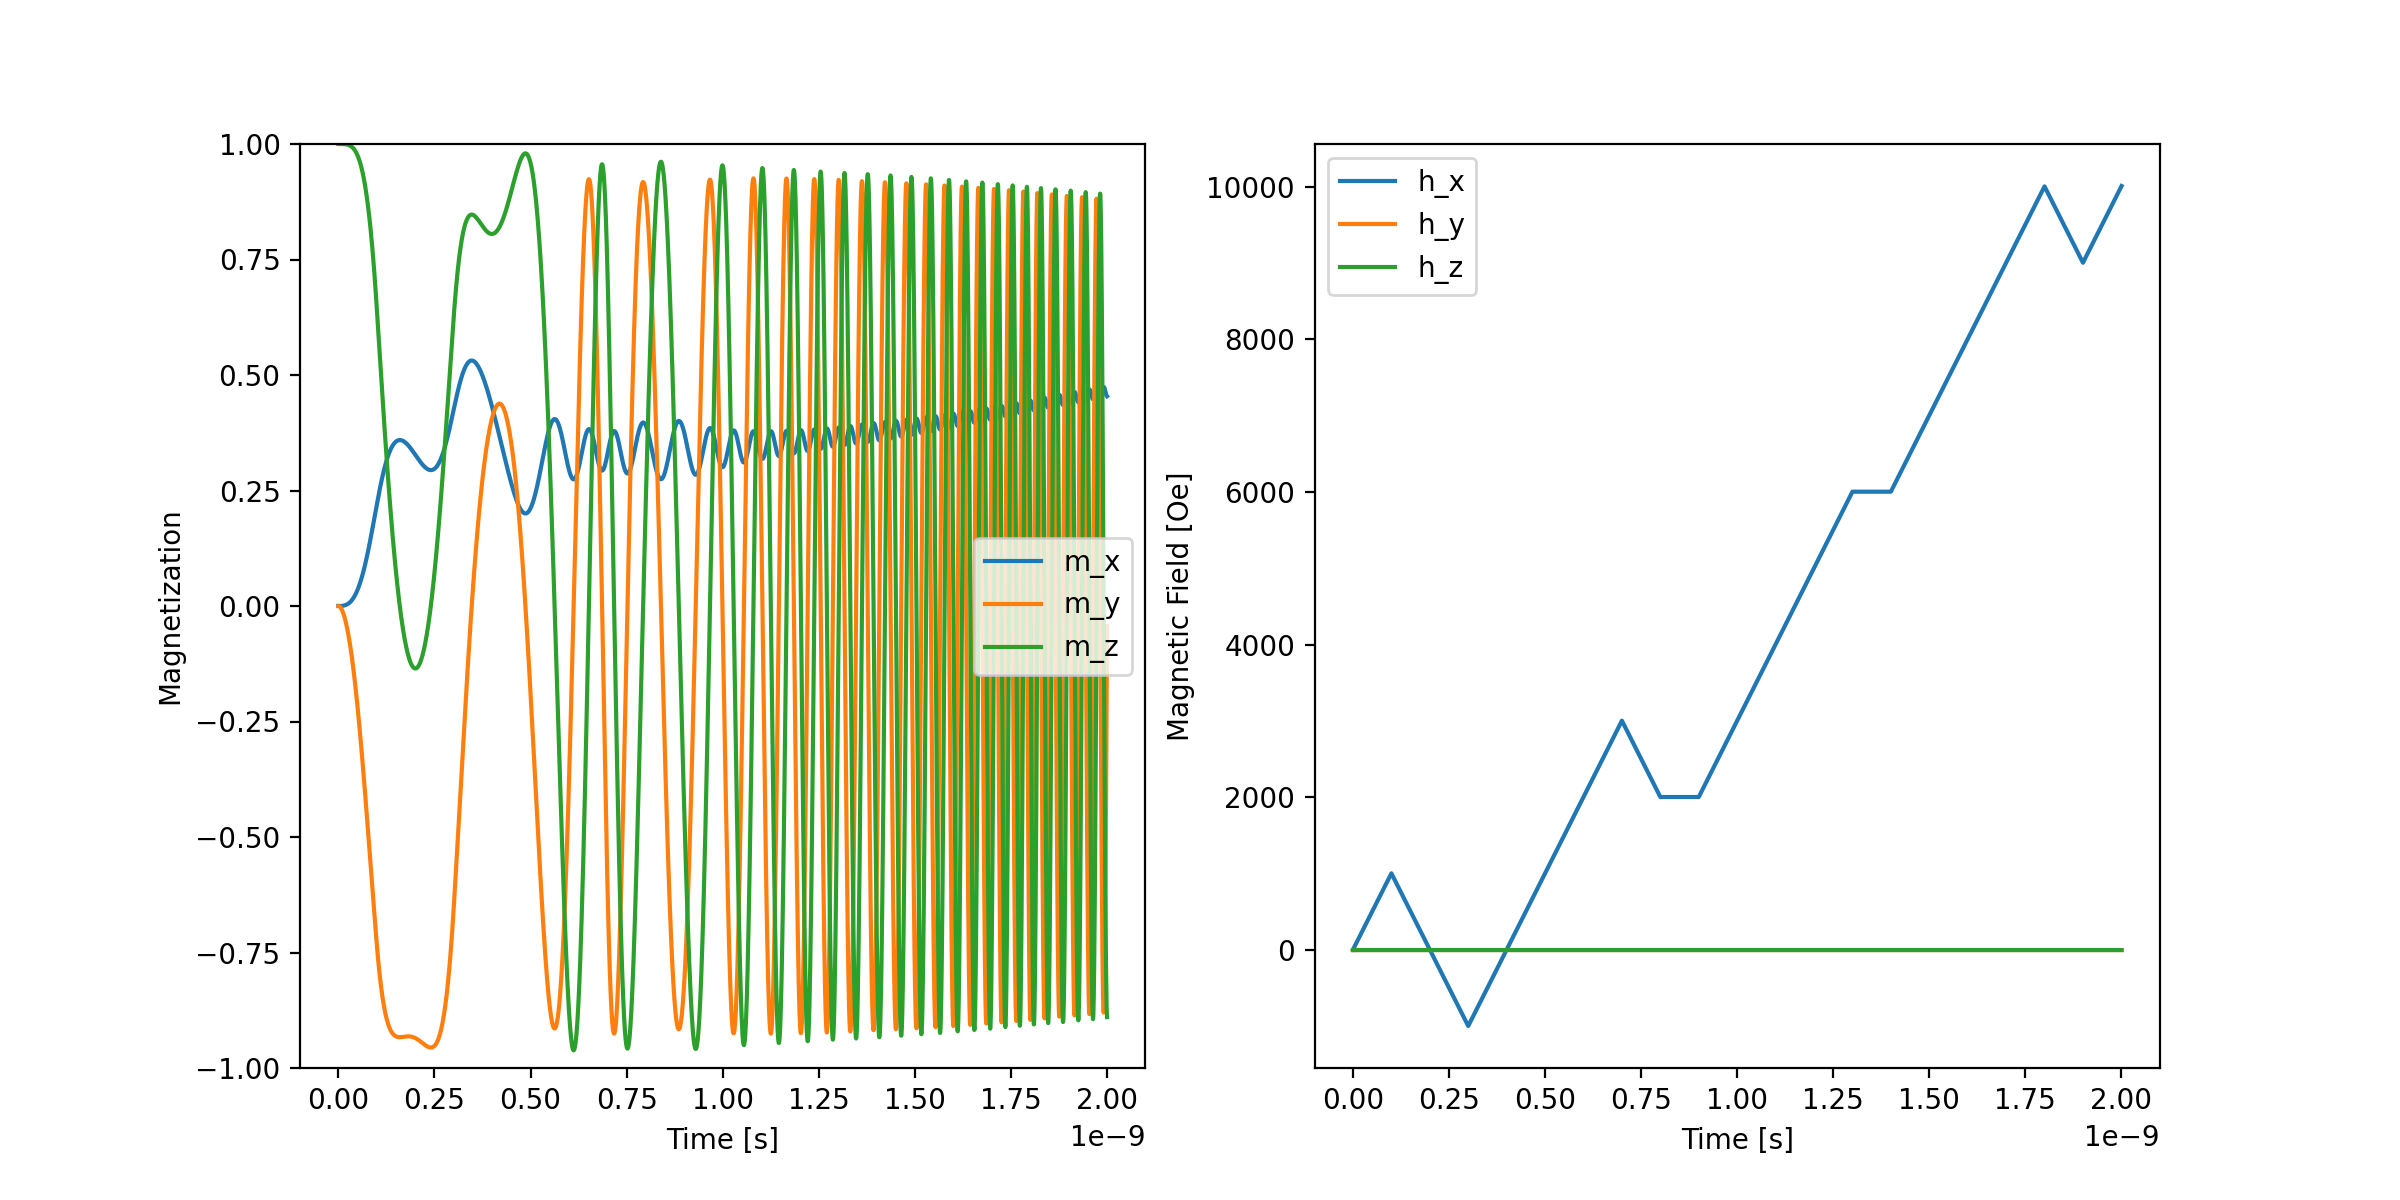 1.00
0.75
0.50
0.25
0.00
−0.25
−0.50
−0.75
−1.00
Magnetization
m_x
m_y
m_z
0.00 0.25 0.50 0.75 1.00 1.25 1.50 1.75 2.00
Time [s]
1e−9
10000
8000
6000
4000
2000
0
Magnetic Field [Oe]
h_x
h_y
h_z
0.00 0.25 0.50 0.75 1.00 1.25 1.50 1.75 2.00
Time [s]
1e−9